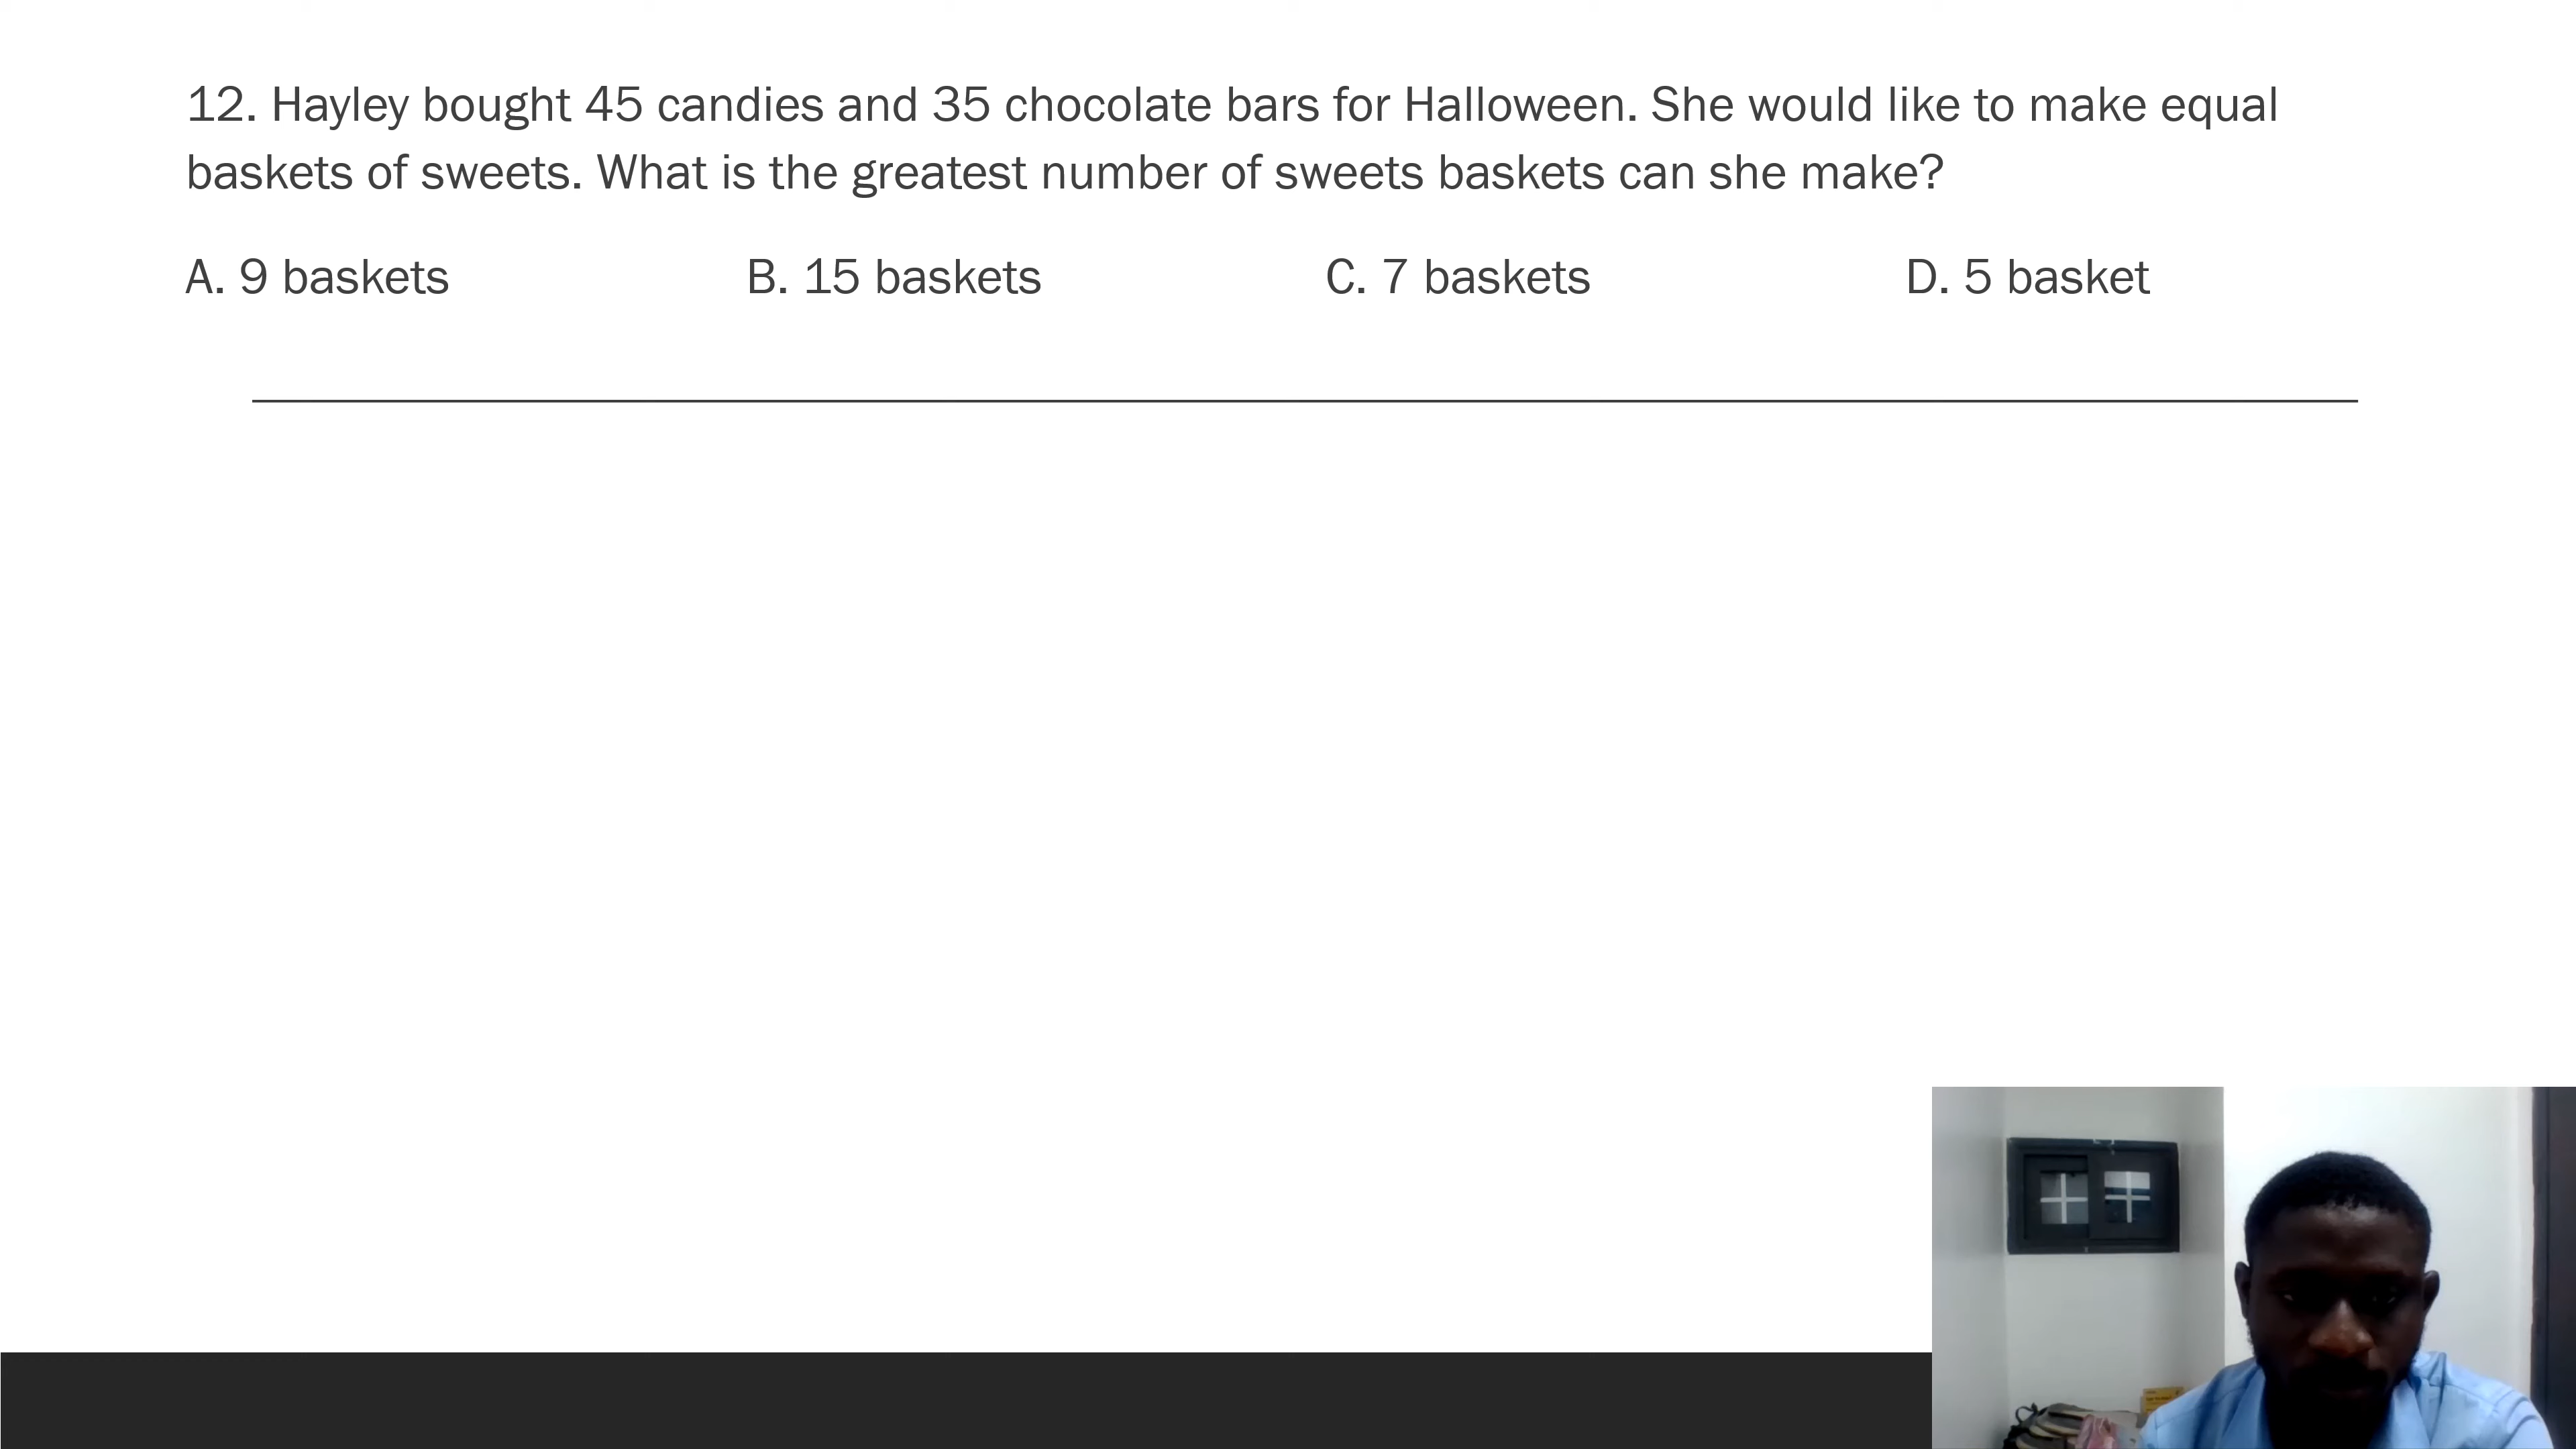 12. Hayley bought 45 candies and 35 chocolate bars for Halloween. She would like to make equal
baskets of sweets. What is the greatest number of sweets baskets can she make?
A. 9 baskets B. 15 baskets C. 7 baskets D. 5 basket